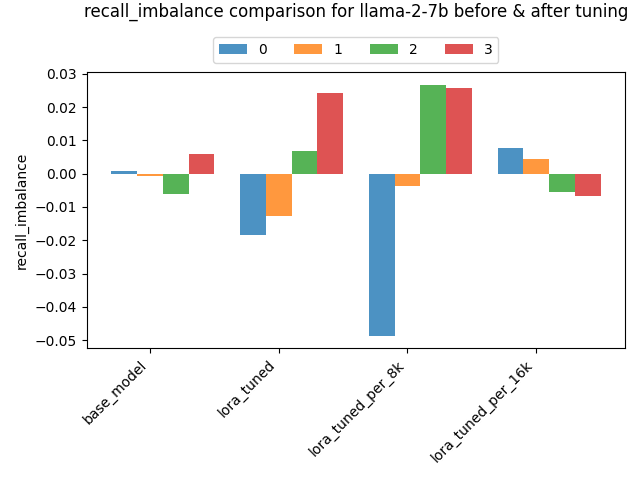 recall_imbalance comparison for llama-2-7b before & after tuning
0 1 2 3
0.03
0.02
0.01
0.00
−0.01
−0.02
−0.03
−0.04
−0.05
recall_imbalance
base_model
lora_tuned
lora_tuned_per_8k
lora_tuned_per_16k